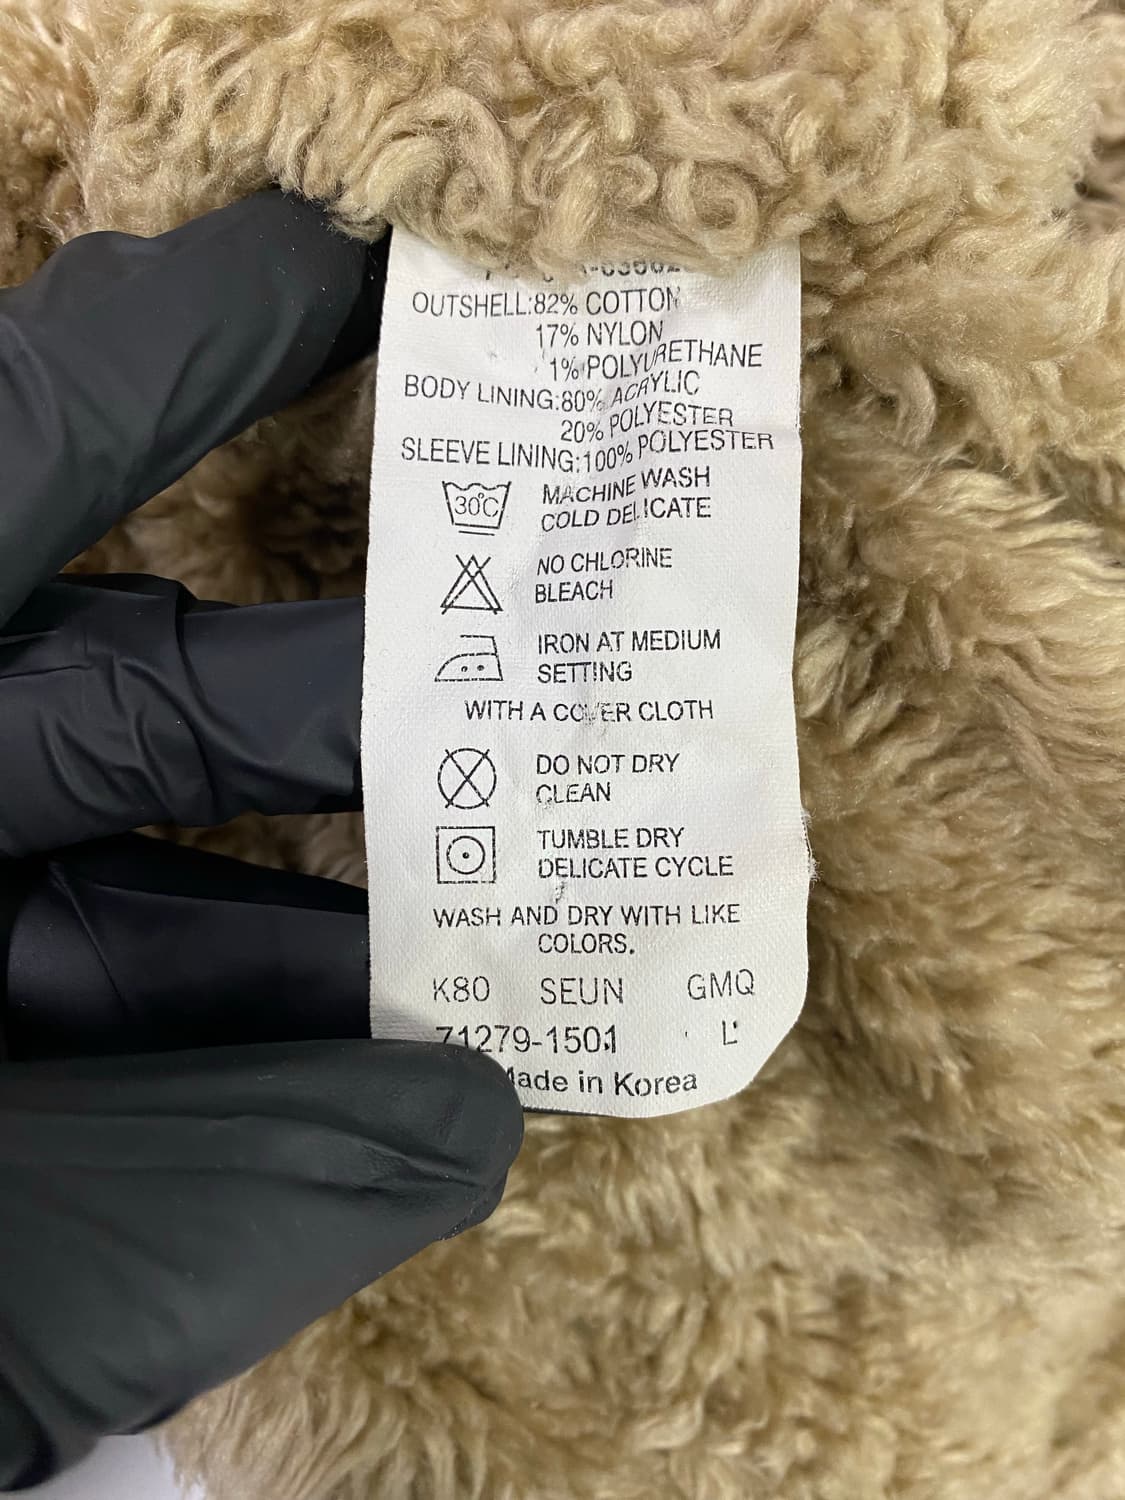 OUTSHELL:82% COTTON
17% NYLON
1% POLYURETHANE
BODY LINING:80% ACRYLIC
20% POLYESTER
SLEEVE LINING:100% POLYESTER
30°C MACHINE WASH
COLD DELICATE
NO CHLORINE
BLEACH
IRON AT MEDIUM
SETTING
WITH A COVER CLOTH
DO NOT DRY
CLEAN
TUMBLE DRY
DELICATE CYCLE
WASH AND DRY WITH LIKE
COLORS.
K80 SEUN GMQ
71279-1501 L
Made in Korea